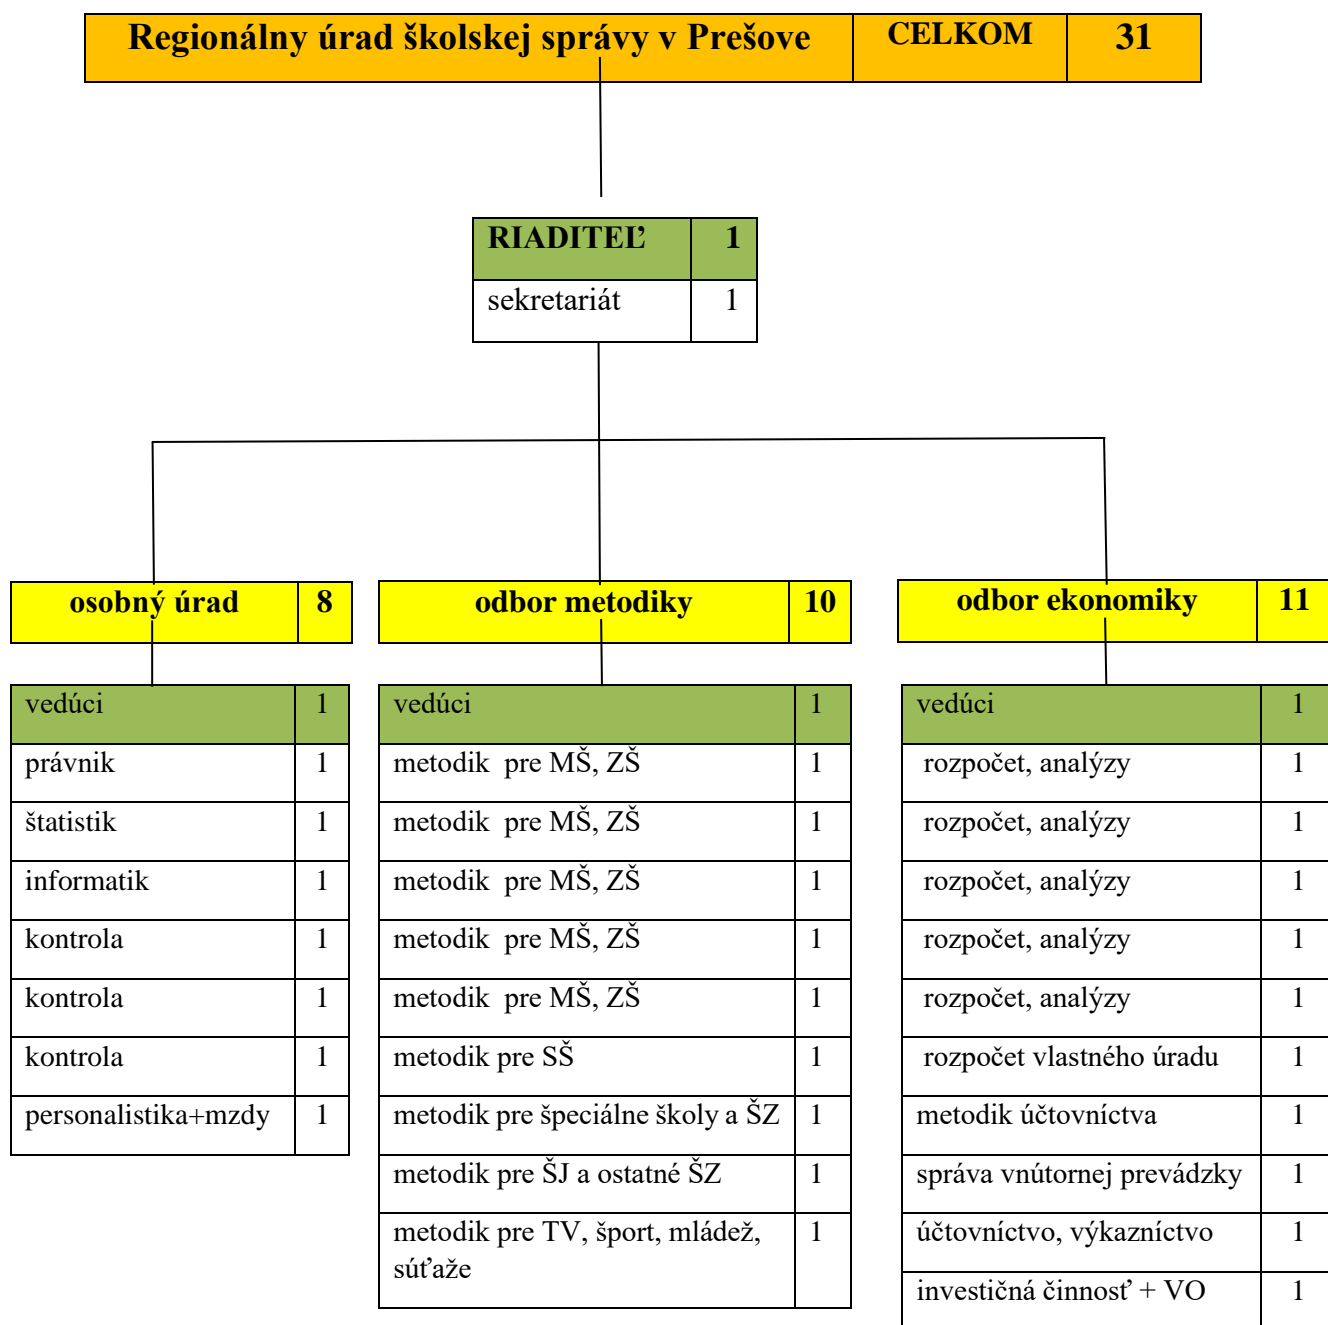 Regionálny úrad školskej správy v Prešove CELKOM 31
RIADITEĽ 1
sekretariát 1
osobný úrad 8
vedúci 1
právnik 1
štatistik 1
informatik 1
kontrola 1
kontrola 1
kontrola 1
personalistika+mzdy 1
odbor metodiky 10
vedúci 1
metodik pre MŠ, ZŠ 1
metodik pre MŠ, ZŠ 1
metodik pre MŠ, ZŠ 1
metodik pre MŠ, ZŠ 1
metodik pre MŠ, ZŠ 1
metodik pre SŠ 1
metodik pre špeciálne školy a ŠZ 1
metodik pre ŠJ a ostatné ŠZ 1
metodik pre TV, šport, mládež, 1
súťaže
odbor ekonomiky 11
vedúci 1
rozpočet, analýzy 1
rozpočet, analýzy 1
rozpočet, analýzy 1
rozpočet, analýzy 1
rozpočet, analýzy 1
rozpočet vlastného úradu 1
metodik účtovníctva 1
správa vnútornej prevádzky 1
účtovníctvo, výkazníctvo 1
investičná činnosť + VO 1